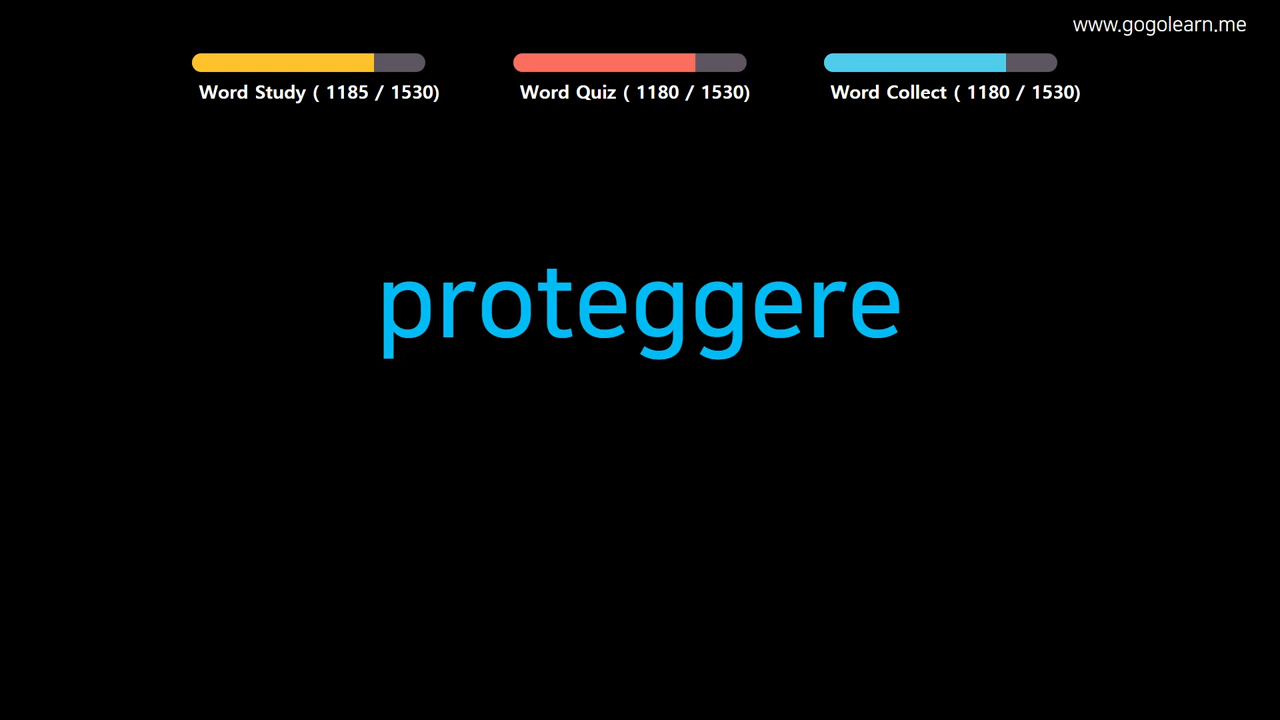 www.gogolearn.me
Word Study ( 1185 / 1530)
Word Quiz ( 1180 / 1530)
Word Collect ( 1180 / 1530)
proteggere